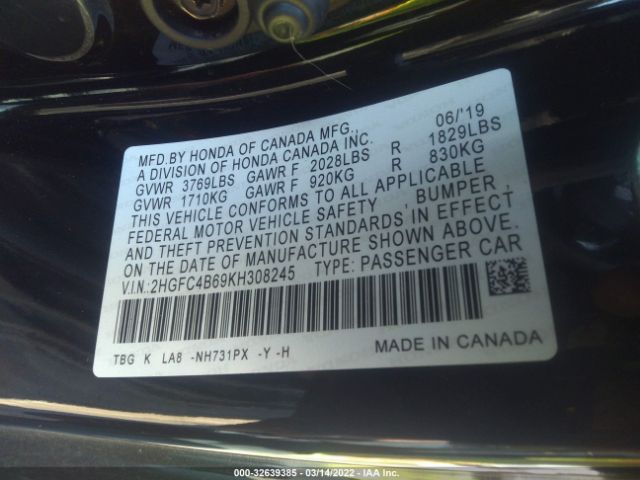 MFD.BY HONDA OF CANADA MFG., 06/'19
A DIVISION OF HONDA CANADA INC.
GVWR 3769LBS GAWR F 2028LBS R 1829LBS
GVWR 1710KG GAWR F 920KG R 830KG
THIS VEHICLE CONFORMS TO ALL APPLICABLE
FEDERAL MOTOR VEHICLE SAFETY , BUMPER ,
AND THEFT PREVENTION STANDARDS IN EFFECT
ON THE DATE OF MANUFACTURE SHOWN ABOVE.
V.I.N.:2HGFC4B69KH308245 TYPE: PASSENGER CAR
TBG K LA8 -NH731PX -Y -H MADE IN CANADA
000-32639385 - 03/14/2022 - IAA Inc.